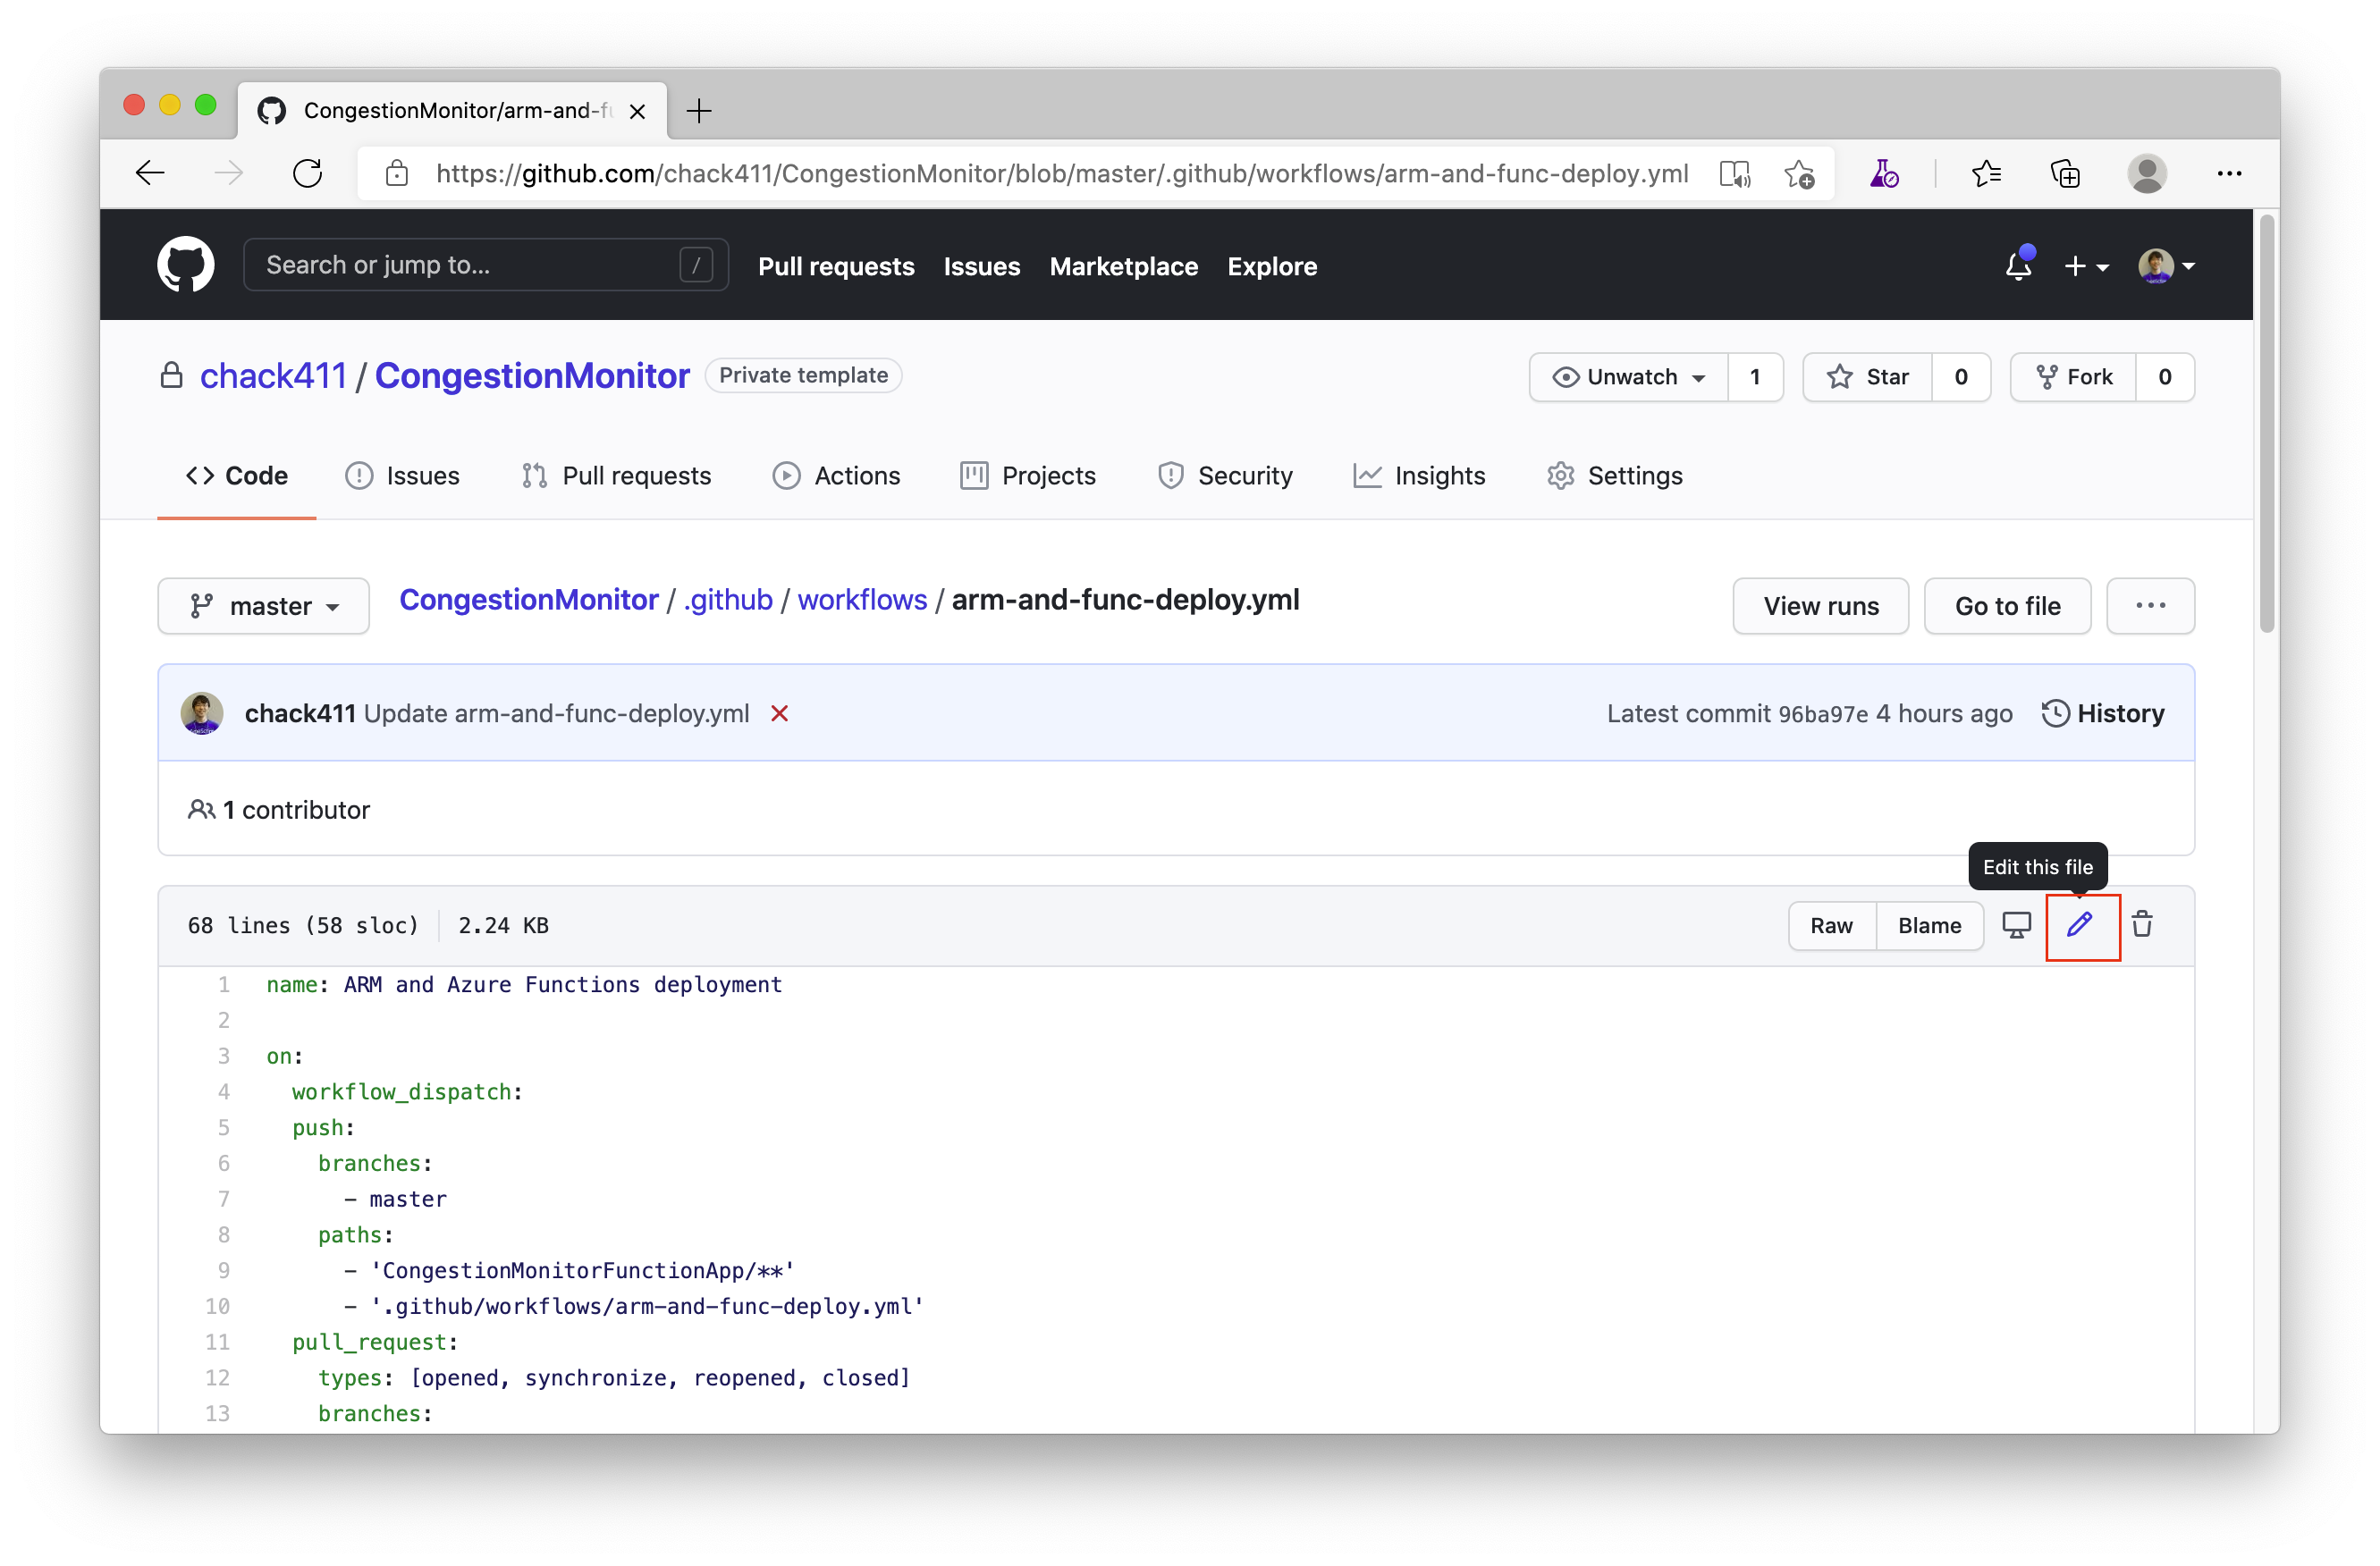 CongestionMonitor/arm-and-fu
https://github.com/chack411/CongestionMonitor/blob/master/.github/workflows/arm-and-func-deploy.yml
Search or jump to... /
Pull requests Issues Marketplace Explore
chack411 / CongestionMonitor Private template
Unwatch 1 Star 0 Fork 0
Code Issues Pull requests Actions Projects Security Insights Settings
master
CongestionMonitor / .github / workflows / arm-and-func-deploy.yml
View runs Go to file ...
chack411 Update arm-and-func-deploy.yml
Latest commit 96ba97e 4 hours ago History
1 contributor
Edit this file
68 lines (58 sloc) 2.24 KB
Raw Blame
1 name: ARM and Azure Functions deployment
2
3 on:
4 workflow_dispatch:
5 push:
6 branches:
7 - master
8 paths:
9 - 'CongestionMonitorFunctionApp/**'
10 - '.github/workflows/arm-and-func-deploy.yml'
11 pull_request:
12 types: [opened, synchronize, reopened, closed]
13 branches: